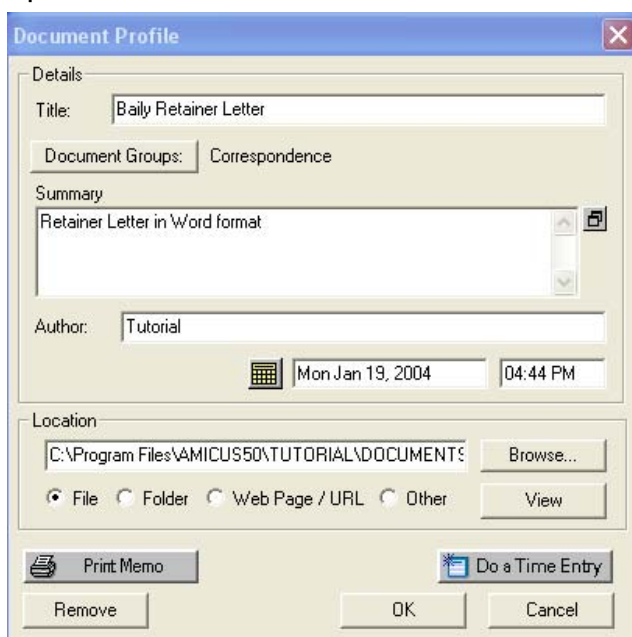 Document Profile
Details
Title: Baily Retainer Letter
Document Groups: Correspondence
Summary
Retainer Letter in Word format
Author: Tutorial
Mon Jan 19, 2004 04:44 PM
Location
C:\Program Files\AMICUS50\TUTORIAL\DOCUMENTS Browse...
File Folder Web Page / URL Other View
Print Memo Do a Time Entry
Remove OK Cancel